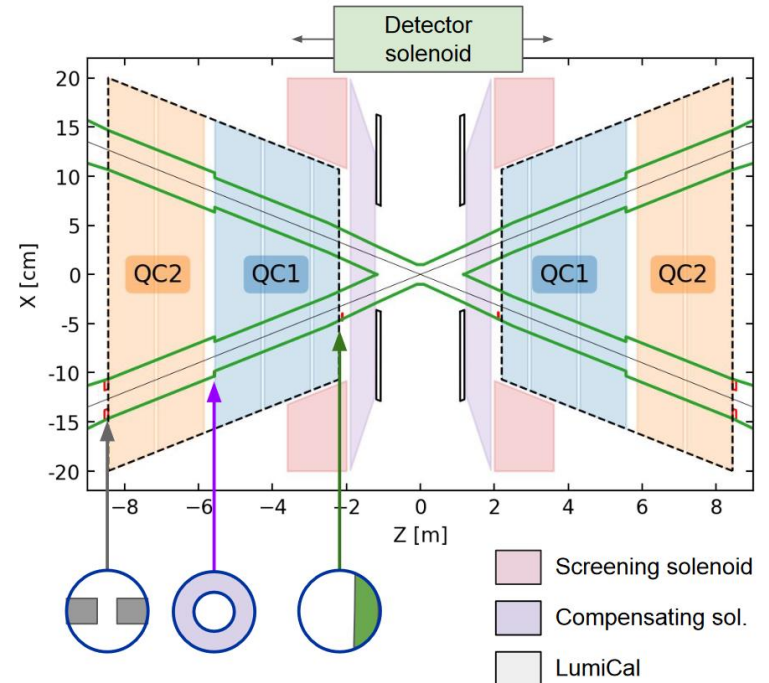 Detector
solenoid
20
15
10
5
0
-5
-10
-15
-20
X [cm]
QC2
QC1
QC1
QC2
−8 −6 −4 −2 0 2 4 6 8
Z [m]
Screening solenoid
Compensating sol.
LumiCal